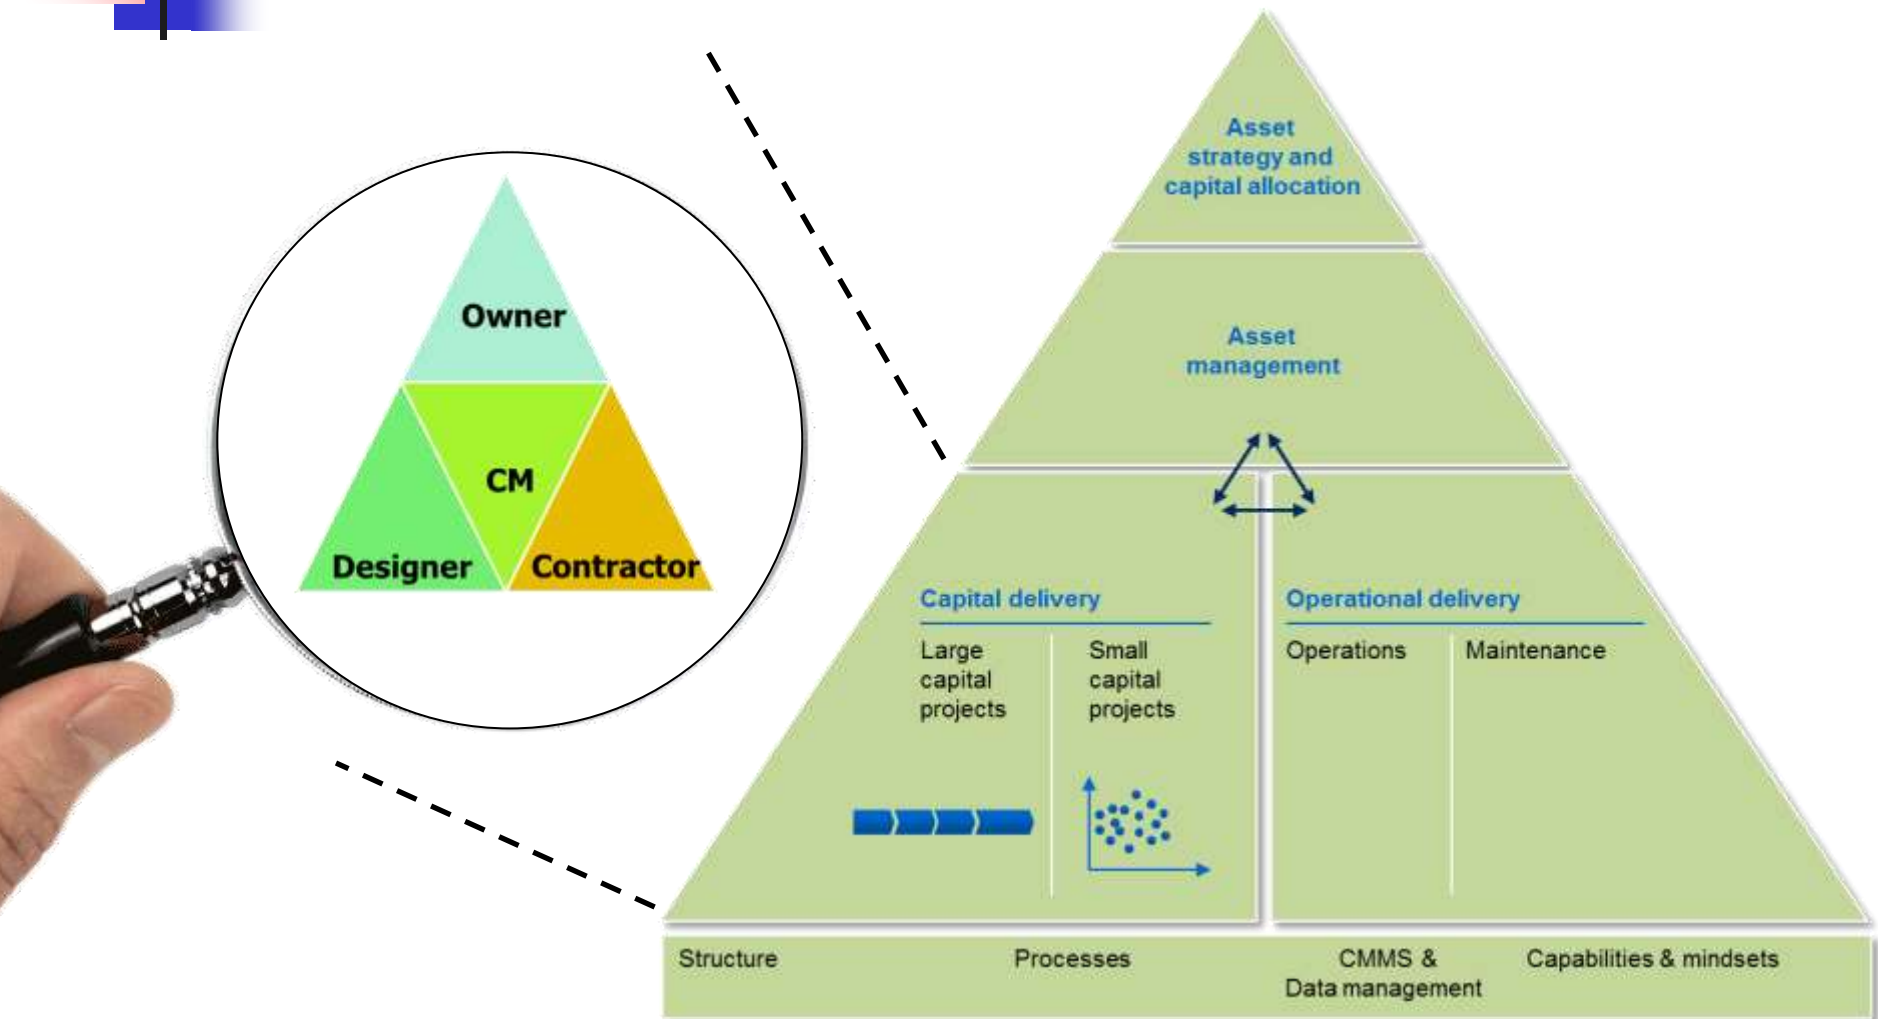 Owner
CM
Designer
Contractor
Asset
strategy and
capital allocation
Asset
management
Capital delivery
Large
capital
projects
Small
capital
projects
Operational delivery
Operations
Maintenance
Structure
Processes
CMMS &
Data management
Capabilities & mindsets